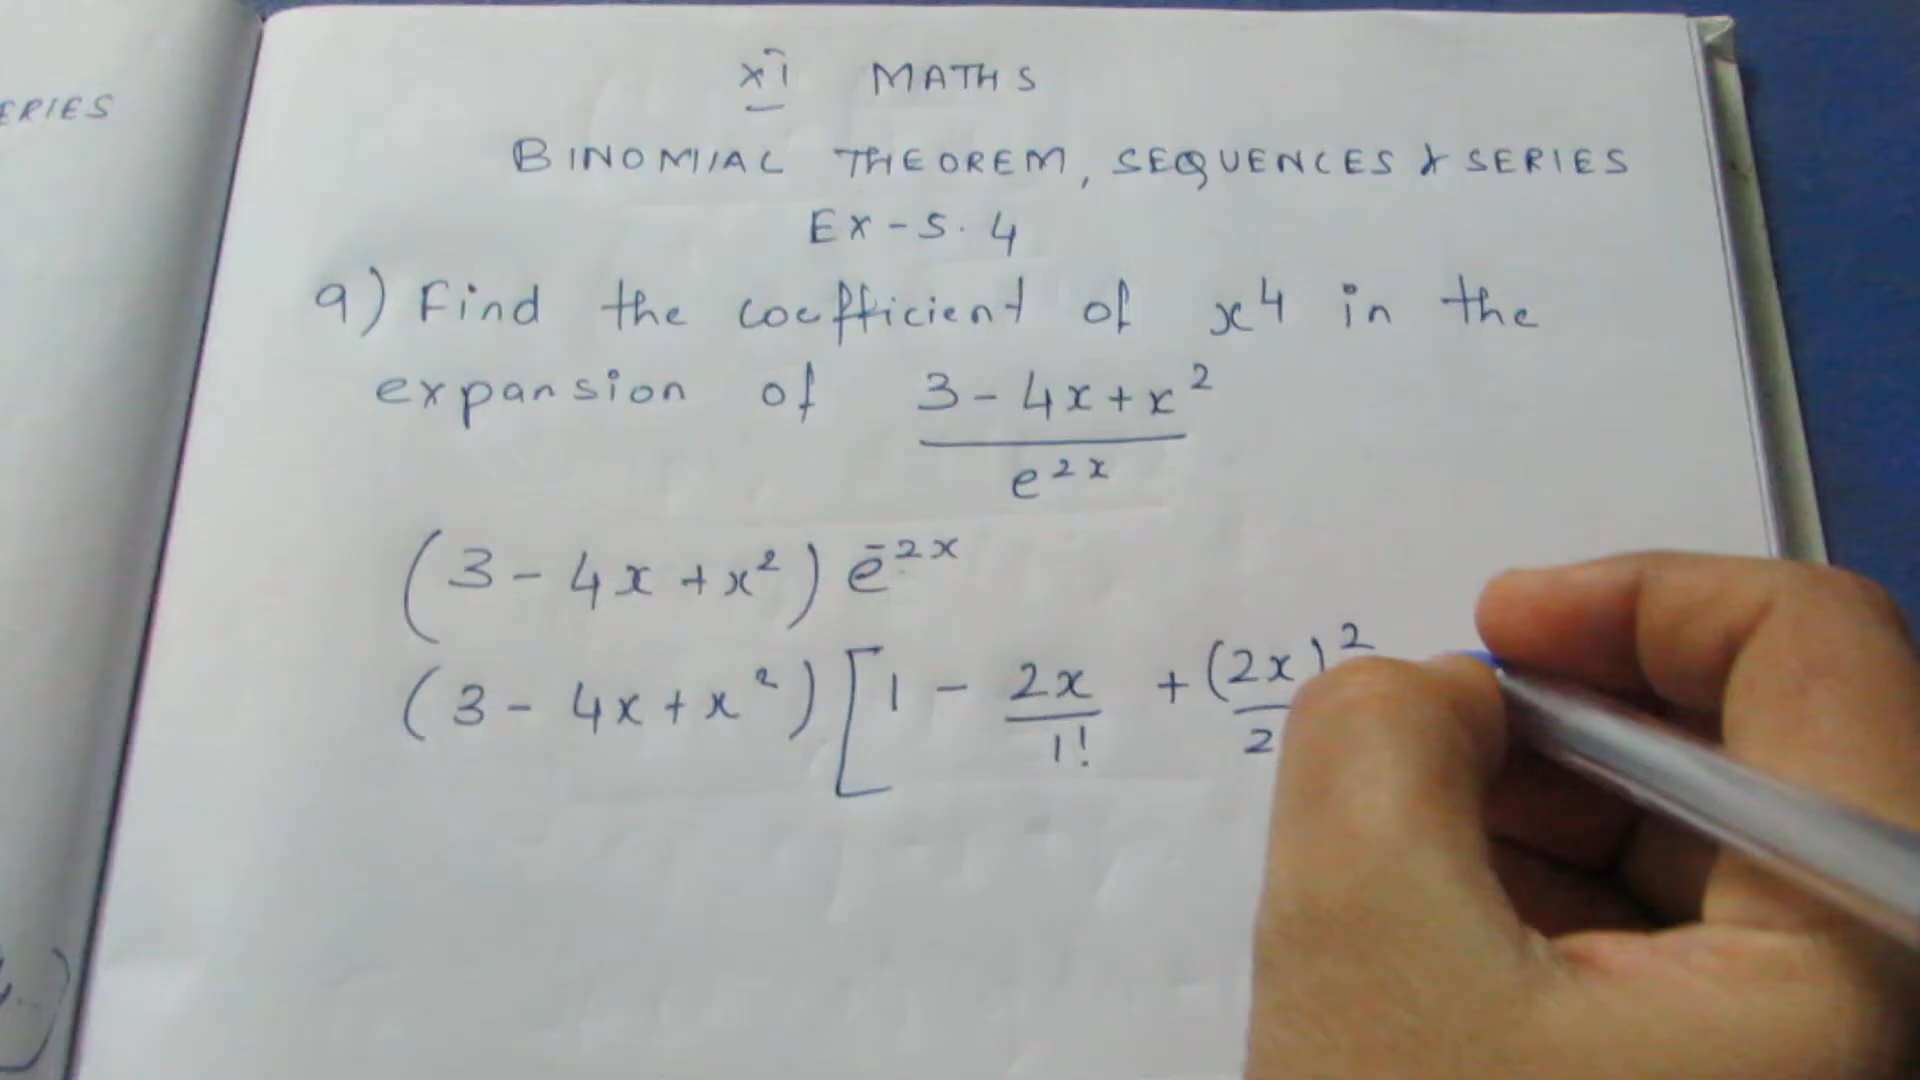 ERIES
XI MATHS
BINOMIAL THEOREM, SEQUENCES & SERIES
Ex-5.4
9) Find the coefficient of x⁴ in the
expansion of 3-4x+x²
e²ˣ
(3-4x+x²) e⁻²ˣ
(3-4x+x²) [1 - 2x/1! + (2x)²/2